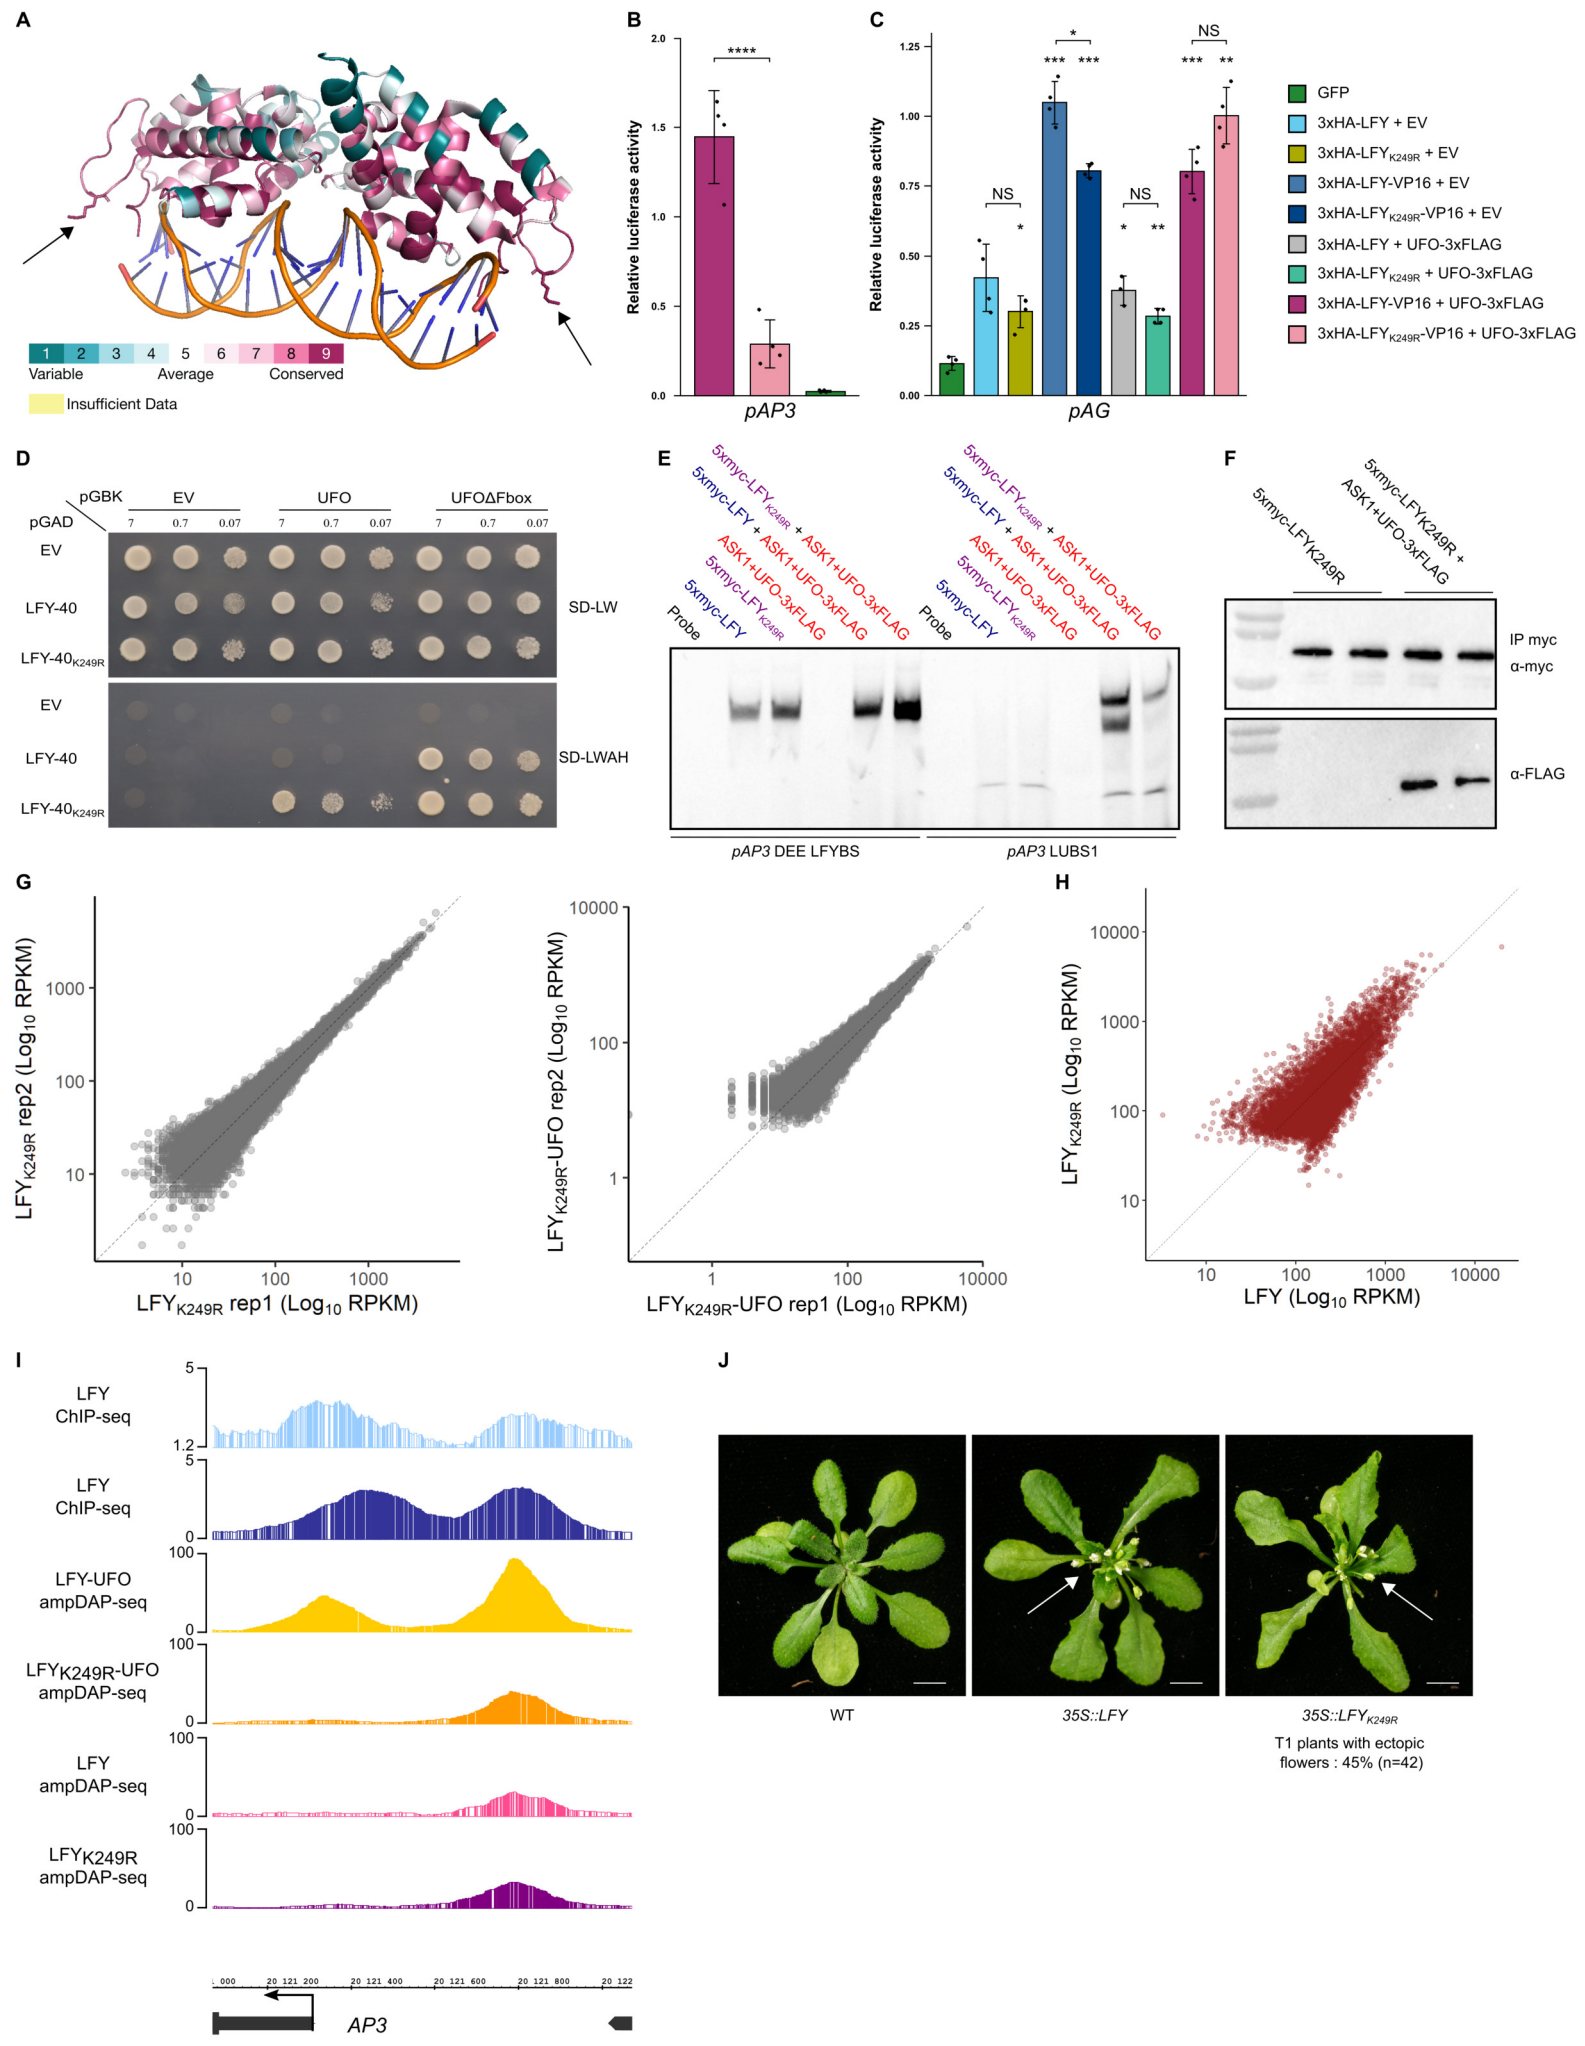 A
1 2 3 4 5 6 7 8 9
Variable Average Conserved
Insufficient Data
B
Relative luciferase activity
2.0
1.5
1.0
0.5
0.0
****
pAP3
C
Relative luciferase activity
1.25
1.00
0.75
0.50
0.25
0.00
NS
*
*
*** ***
NS
* **
NS
*** **
pAG
GFP
3xHA-LFY + EV
3xHA-LFYK249R + EV
3xHA-LFY-VP16 + EV
3xHA-LFYK249R-VP16 + EV
3xHA-LFY + UFO-3xFLAG
3xHA-LFYK249R + UFO-3xFLAG
3xHA-LFY-VP16 + UFO-3xFLAG
3xHA-LFYK249R-VP16 + UFO-3xFLAG
D
pGBK EV UFO UFOΔFbox
pGAD 7 0.7 0.07 7 0.7 0.07 7 0.7 0.07
EV
LFY-40
LFY-40K249R
SD-LW
EV
LFY-40
LFY-40K249R
SD-LWAH
E
Probe
5xmyc-LFY
5xmyc-LFYK249R
ASK1+UFO-3xFLAG
5xmyc-LFY + ASK1+UFO-3xFLAG
5xmyc-LFYK249R + ASK1+UFO-3xFLAG
Probe
5xmyc-LFY
5xmyc-LFYK249R
ASK1+UFO-3xFLAG
5xmyc-LFY + ASK1+UFO-3xFLAG
5xmyc-LFYK249R + ASK1+UFO-3xFLAG
pAP3 DEE LFYBS
pAP3 LUBS1
F
5xmyc-LFYK249R
5xmyc-LFYK249R +
ASK1+UFO-3xFLAG
IP myc
α-myc
α-FLAG
G
LFYK249R rep2 (Log10 RPKM)
1000
100
10
10 100 1000
LFYK249R rep1 (Log10 RPKM)
LFYK249R-UFO rep2 (Log10 RPKM)
10000
100
1
1 100 10000
LFYK249R-UFO rep1 (Log10 RPKM)
H
LFYK249R (Log10 RPKM)
10000
1000
100
10
10 100 1000 10000
LFY (Log10 RPKM)
I
LFY
ChIP-seq
5
1.2
LFY
ChIP-seq
5
0
LFY-UFO
ampDAP-seq
100
0
LFYK249R-UFO
ampDAP-seq
100
0
LFY
ampDAP-seq
100
0
LFYK249R
ampDAP-seq
100
0
000 20 121 200 20 121 400 20 121 600 20 121 800 20 122
AP3
J
WT
35S::LFY
35S::LFYK249R
T1 plants with ectopic
flowers : 45% (n=42)